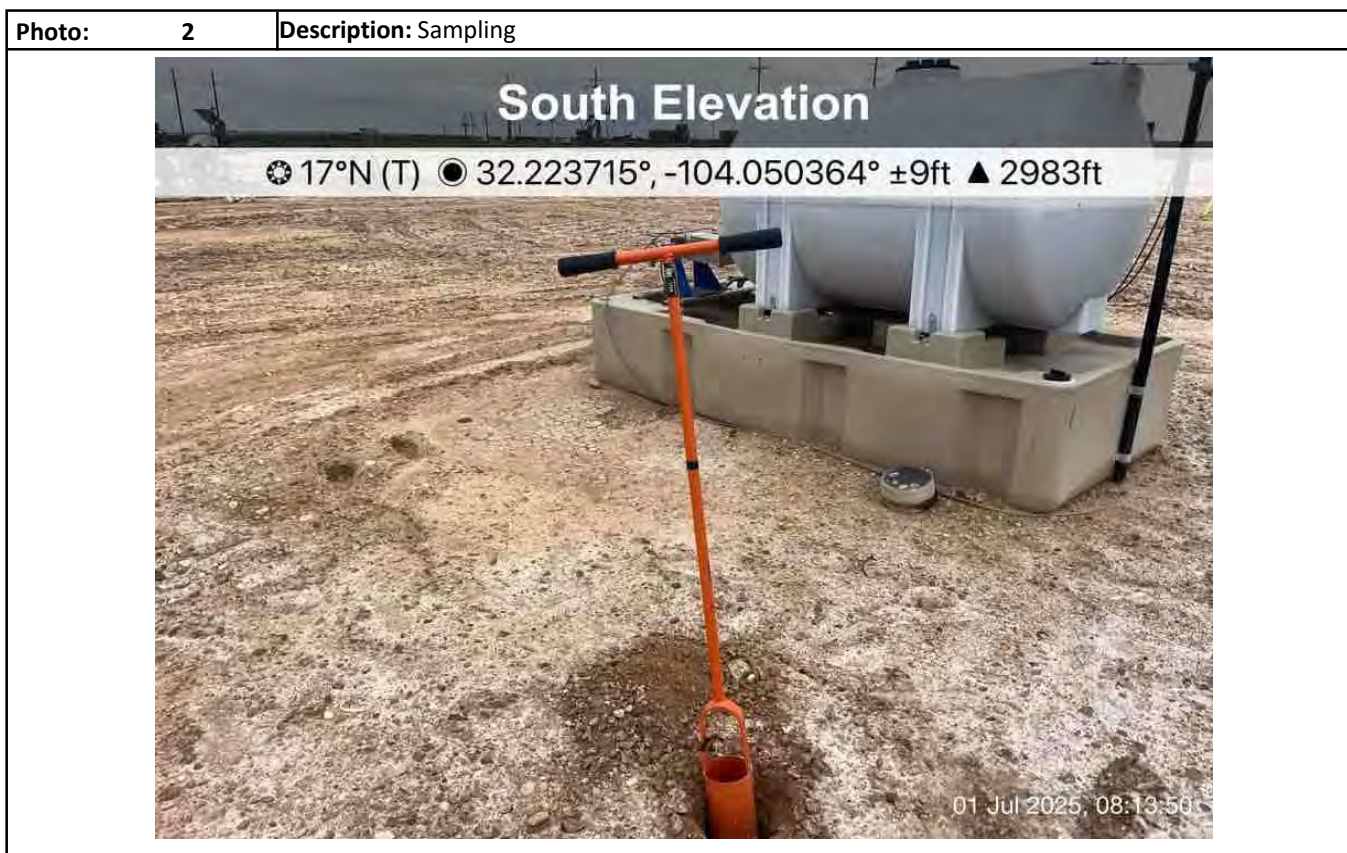 Photo: 2 Description: Sampling
South Elevation
17°N (T) 32.223715°, -104.050364° ±9ft ▲ 2983ft
01 Jul 2025, 08:13:50